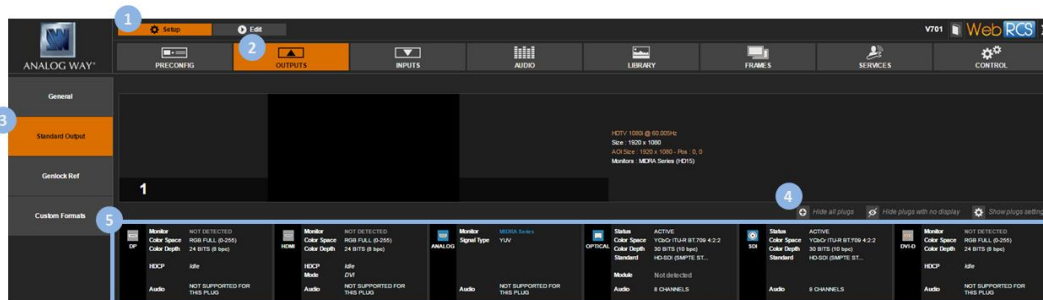 1
Setup
Edit
V701
Web RCS
2
ANALOG WAY®
PRECONFIG
OUTPUTS
INPUTS
AUDIO
LIBRARY
FRAMES
SERVICES
CONTROL
General
3
Standard Output
HDTV 1080i @ 60.005Hz
Size : 1920 x 1080
AOI Size : 1920 x 1080 - Pos : 0, 0
Monitors : MIDRA Series (HD15)
Genlock Ref
1
4
Custom Formats
Hide all plugs
Hide plugs with no display
Show plugs setting
5
DP
Monitor NOT DETECTED
Color Space RGB FULL (0-255)
Color Depth 24 BITS (8 bpc)
HDCP Idle
Audio NOT SUPPORTED FOR
THIS PLUG
HDMI
Monitor NOT DETECTED
Color Space RGB FULL (0-255)
Color Depth 24 BITS (8 bpc)
HDCP Idle
Mode DVI
Audio NOT SUPPORTED FOR
THIS PLUG
ANALOG
Monitor MIDRA Series
Signal Type YUV
Audio NOT SUPPORTED FOR
THIS PLUG
OPTICAL
Status ACTIVE
Color Space YCbCr ITU-R BT.709 4:2:2
Color Depth 30 BITS (10 bpc)
Standard HD-SDI (SMPTE ST...
Module Not detected
Audio 8 CHANNELS
SDI
Status ACTIVE
Color Space YCbCr ITU-R BT.709 4:2:2
Color Depth 30 BITS (10 bpc)
Standard HD-SDI (SMPTE ST...
Audio 8 CHANNELS
DVI-D
Monitor NOT DETECTED
Color Space RGB FULL (0-255)
Color Depth 24 BITS (8 bpc)
HDCP Idle
Audio NOT SUPPORTED FOR
THIS PLUG